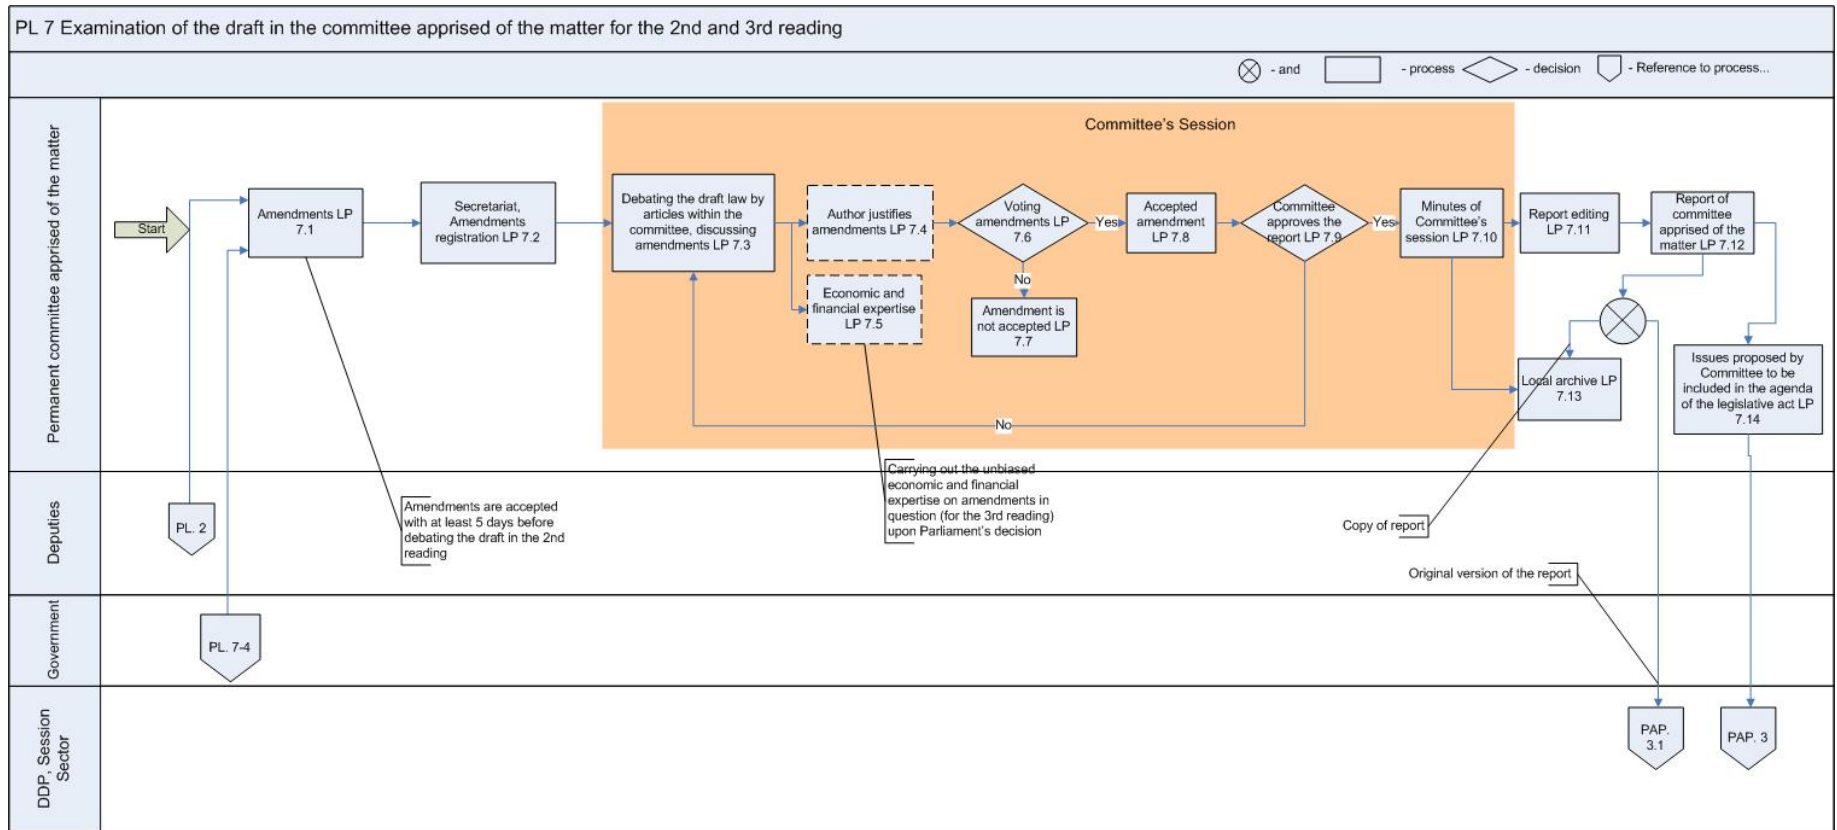 PL 7 Examination of the draft in the committee apprised of the matter for the 2nd and 3rd reading
- and
- process
- decision
- Reference to process...
Permanent committee apprised of the matter
Committee's Session
Start
Amendments LP
7.1
Secretariat,
Amendments
registration LP 7.2
Debating the draft law by
articles within the
committee, discussing
amendments LP 7.3
Author justifies
amendments LP 7.4
Economic and
financial expertise
LP 7.5
Voting
amendments LP
7.6
Yes
No
Amendment is
not accepted LP
7.7
Accepted
amendment
LP 7.8
Committee
approves the
report LP 7.9
Yes
No
Minutes of
Committee's
session LP 7.10
Report editing
LP 7.11
Report of
committee
apprised of the
matter LP 7.12
Local archive LP
7.13
Issues proposed by
Committee to be
included in the agenda
of the legislative act LP
7.14
Deputies
PL. 2
Amendments are accepted
with at least 5 days before
debating the draft in the 2nd
reading
Carrying out the unbiased
economic and financial
expertise on amendments in
question (for the 3rd reading)
upon Parliament's decision
Copy of report
Original version of the report
Government
PL. 7-4
DDP, Session
Sector
PAP.
3.1
PAP. 3